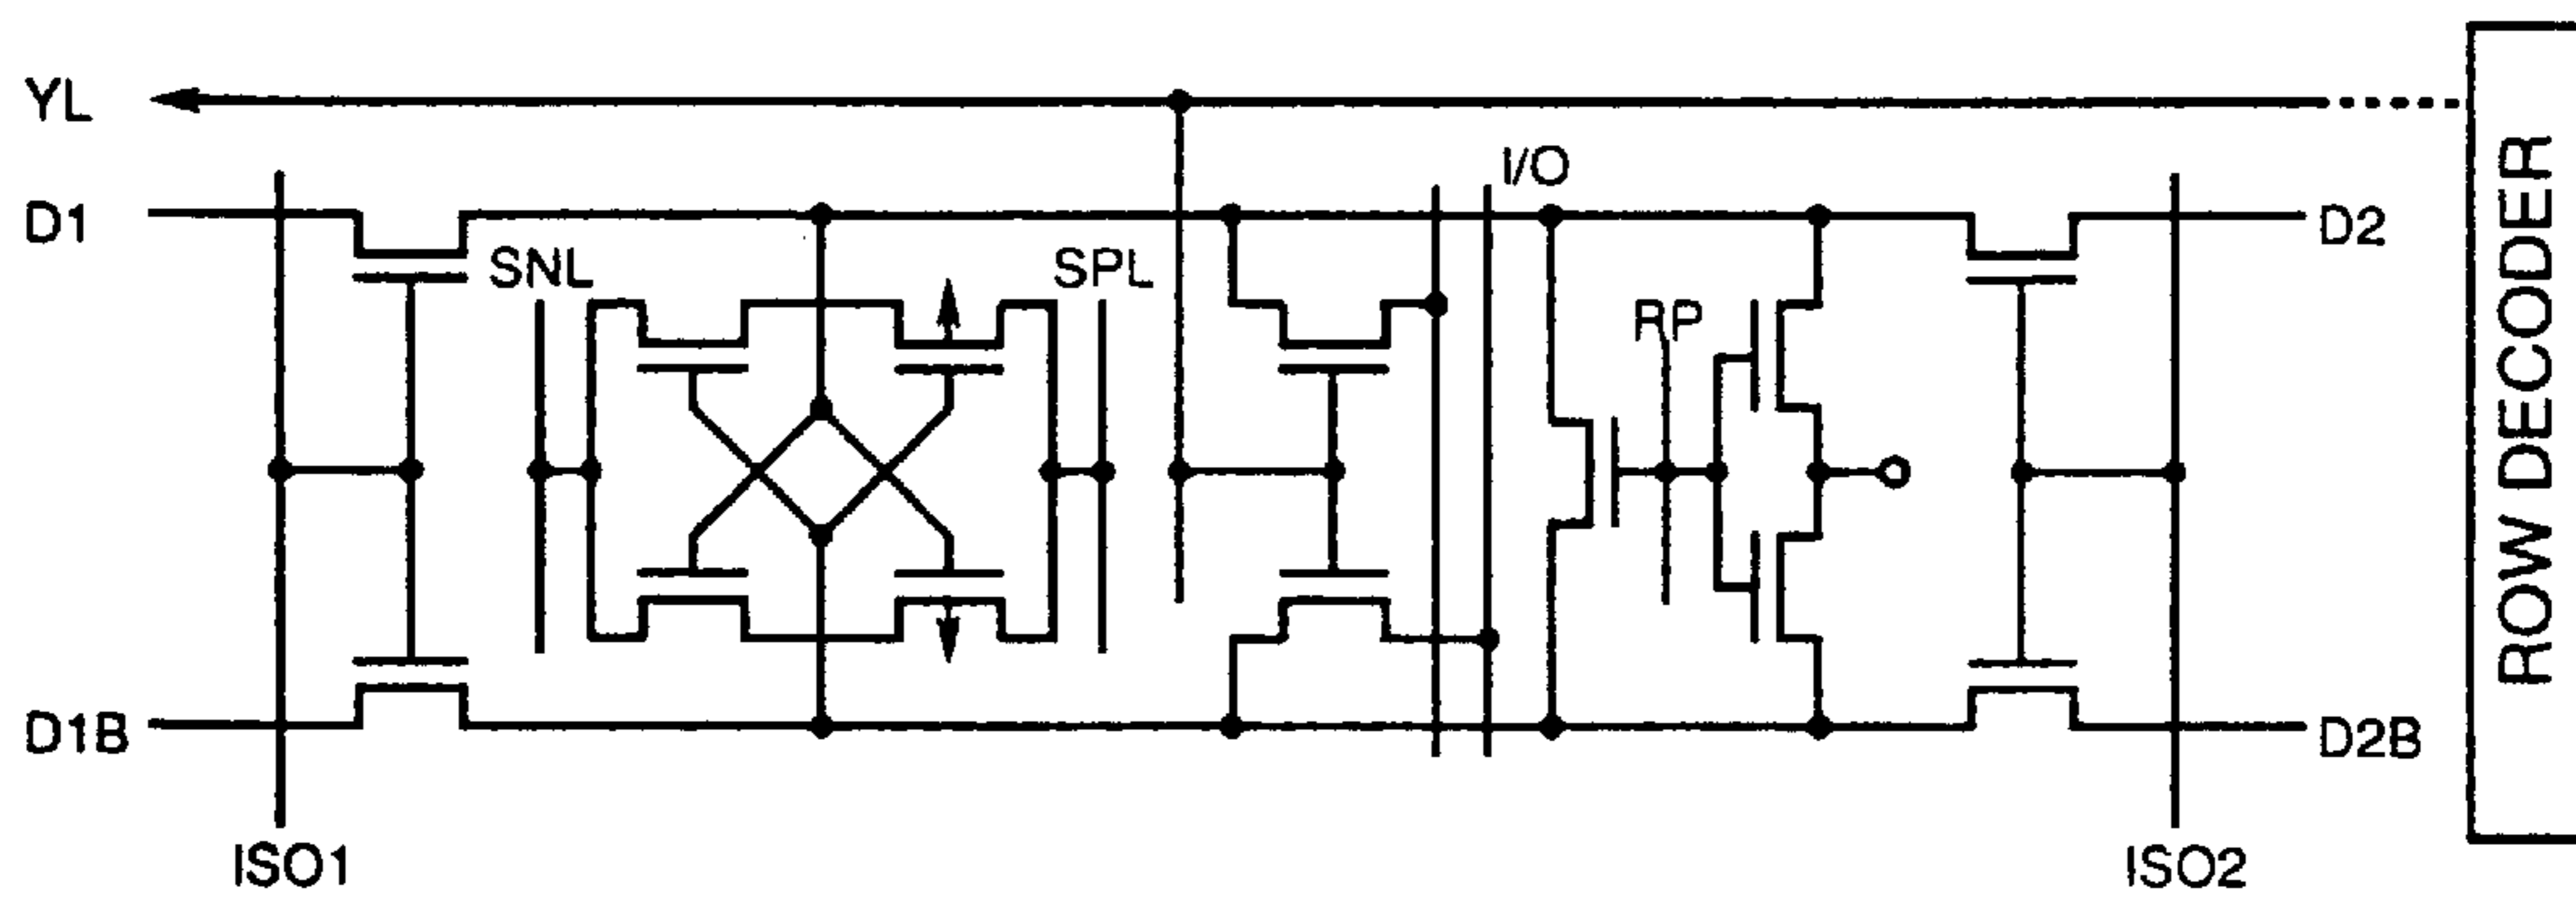 YL
I/O
D1
D2
SNL
SPL
RP
ROW DECODER
D1B
D2B
ISO1
ISO2